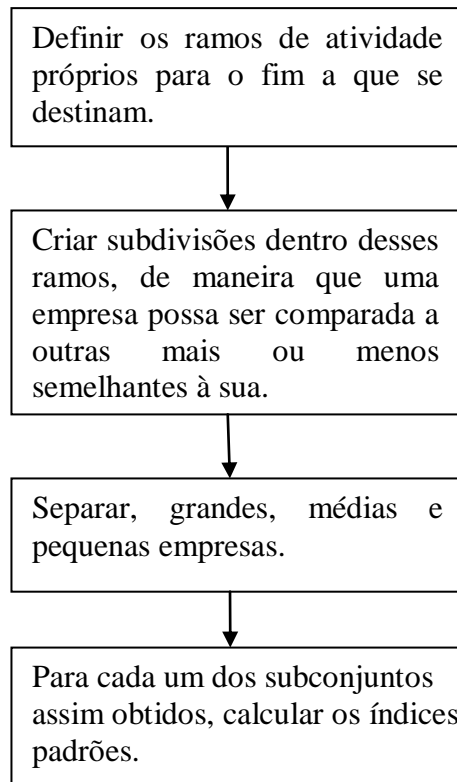 Definir os ramos de atividade
próprios para o fim a que se
destinam.
Criar subdivisões dentro desses
ramos, de maneira que uma
empresa possa ser comparada a
outras mais ou menos
semelhantes à sua.
Separar, grandes, médias e
pequenas empresas.
Para cada um dos subconjuntos
assim obtidos, calcular os índices
padrões.